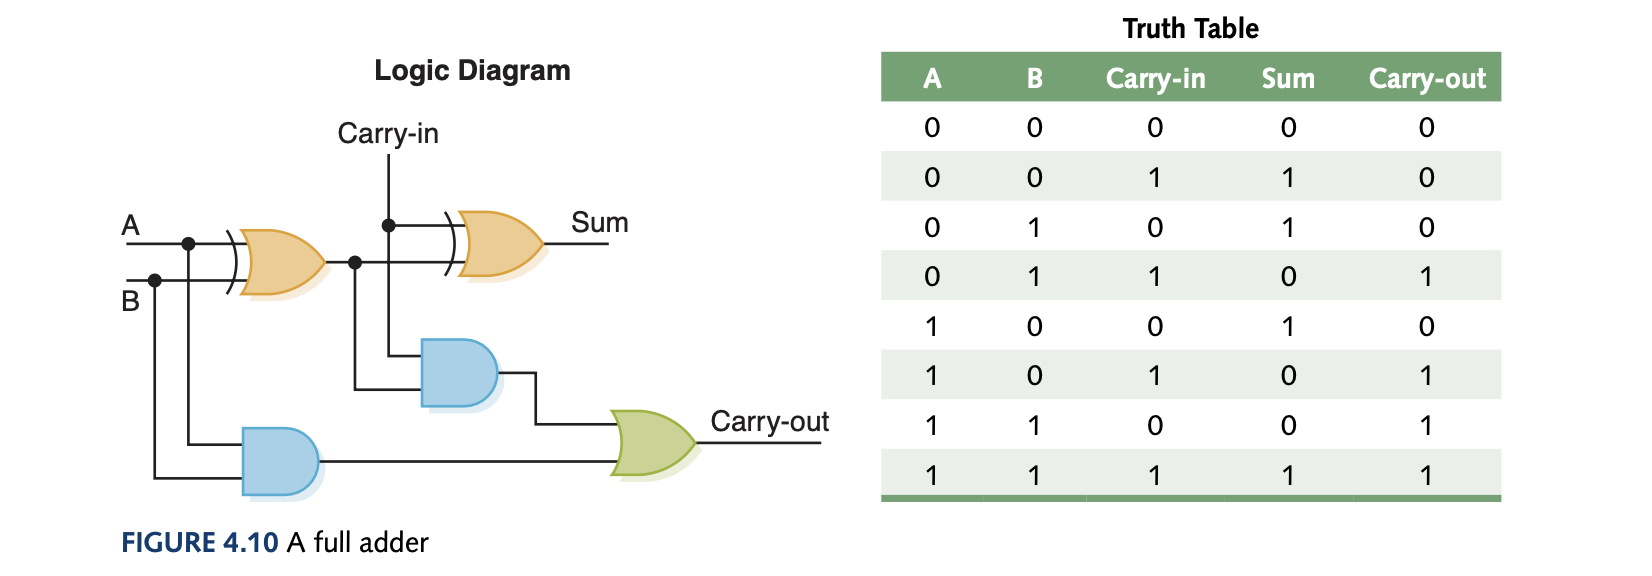 Logic Diagram
Carry-in
A
Sum
B
Carry-out
Truth Table
A B Carry-in Sum Carry-out
0 0 0 0 0
0 0 1 1 0
0 1 0 1 0
0 1 1 0 1
1 0 0 1 0
1 0 1 0 1
1 1 0 0 1
1 1 1 1 1
FIGURE 4.10 A full adder